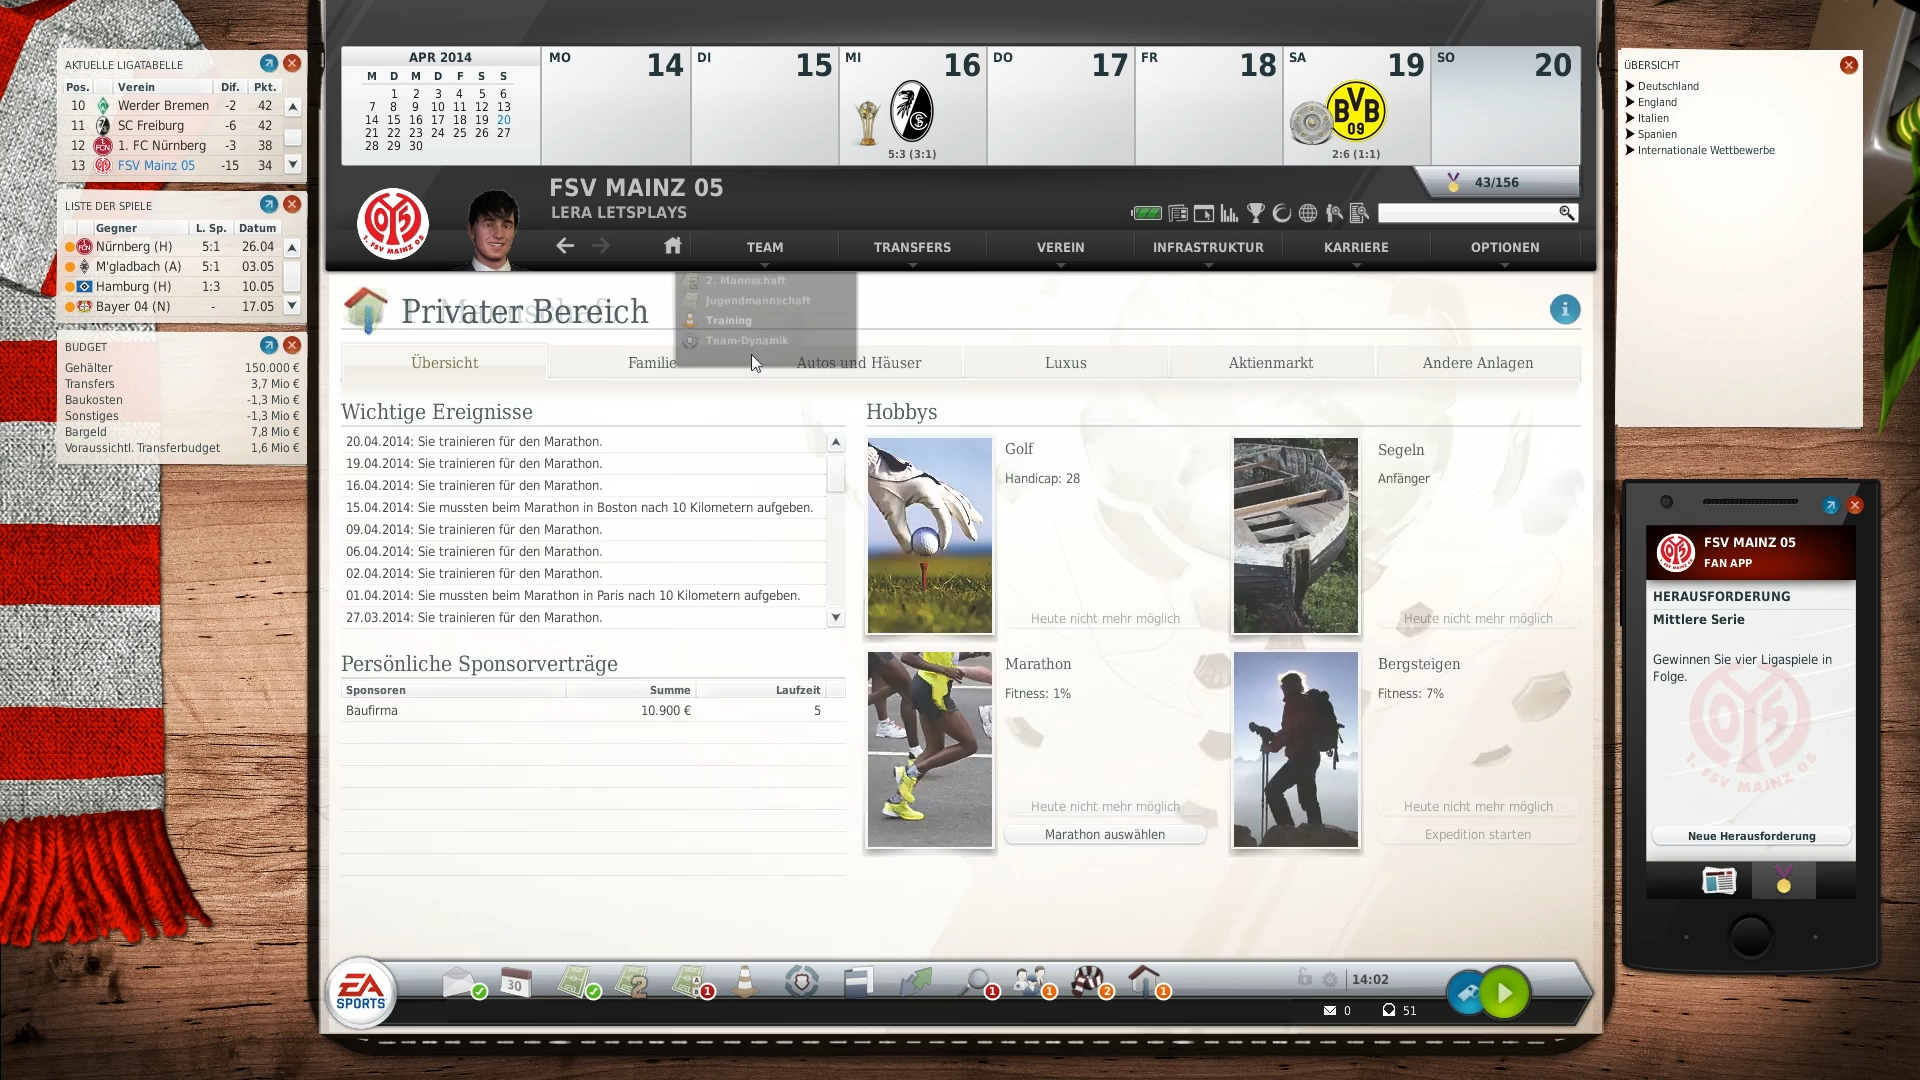 AKTUELLE LIGATABELLE
Pos. Verein Dif. Pkt.
10 Werder Bremen -2 42
11 SC Freiburg -6 42
12 1. FC Nürnberg -3 38
13 FSV Mainz 05 -15 34
LISTE DER SPIELE
Gegner L. Sp. Datum
Nürnberg (H) 5:1 26.04
M'gladbach (A) 5:1 03.05
Hamburg (H) 1:3 10.05
Bayer 04 (N) - 17.05
BUDGET
Gehälter 150.000 €
Transfers 3,7 Mio €
Baukosten -1,3 Mio €
Sonstiges -1,3 Mio €
Bargeld 7,8 Mio €
Voraussichtl. Transferbudget 1,6 Mio €
APR 2014
M D M D F S S
1 2 3 4 5 6
7 8 9 10 11 12 13
14 15 16 17 18 19 20
21 22 23 24 25 26 27
28 29 30
MO 14 DI 15 MI 16 DO 17 FR 18 SA 19 SO 20
BVB
09
5:3 (3:1) 2:6 (1:1)
43/156
FSV MAINZ 05
LERA LETSPLAYS
TEAM TRANSFERS VEREIN INFRASTRUKTUR KARRIERE OPTIONEN
2. Mannschaft
Jugendmannschaft
Training
Team-Dynamik
Privater Bereich
Übersicht Familie Autos und Häuser Luxus Aktienmarkt Andere Anlagen
Wichtige Ereignisse
20.04.2014: Sie trainieren für den Marathon.
19.04.2014: Sie trainieren für den Marathon.
16.04.2014: Sie trainieren für den Marathon.
15.04.2014: Sie mussten beim Marathon in Boston nach 10 Kilometern aufgeben.
09.04.2014: Sie trainieren für den Marathon.
06.04.2014: Sie trainieren für den Marathon.
02.04.2014: Sie trainieren für den Marathon.
01.04.2014: Sie mussten beim Marathon in Paris nach 10 Kilometern aufgeben.
27.03.2014: Sie trainieren für den Marathon.
Persönliche Sponsorverträge
Sponsoren Summe Laufzeit
Baufirma 10.900 € 5
Hobbys
Golf
Handicap: 28
Heute nicht mehr möglich
Segeln
Anfänger
Heute nicht mehr möglich
Marathon
Fitness: 1%
Heute nicht mehr möglich
Marathon auswählen
Bergsteigen
Fitness: 7%
Heute nicht mehr möglich
Expedition starten
ÜBERSICHT
Deutschland
England
Italien
Spanien
Internationale Wettbewerbe
FSV MAINZ 05
FAN APP
HERAUSFORDERUNG
Mittlere Serie
Gewinnen Sie vier Ligaspiele in
Folge.
1. FSV MAINZ 05
Neue Herausforderung
EA
SPORTS
30
2
1
1
1
2
1
14:02
0 51